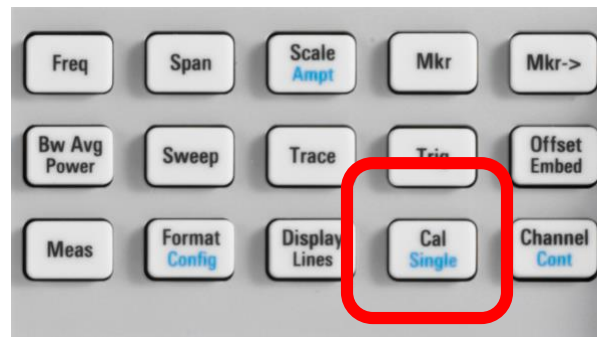 Freq Span Scale Mkr Mkr->
Ampt
Bw Avg Sweep Trace Trig Offset
Power Embed
Meas Format Display Cal Channel
Config Lines Single Cont